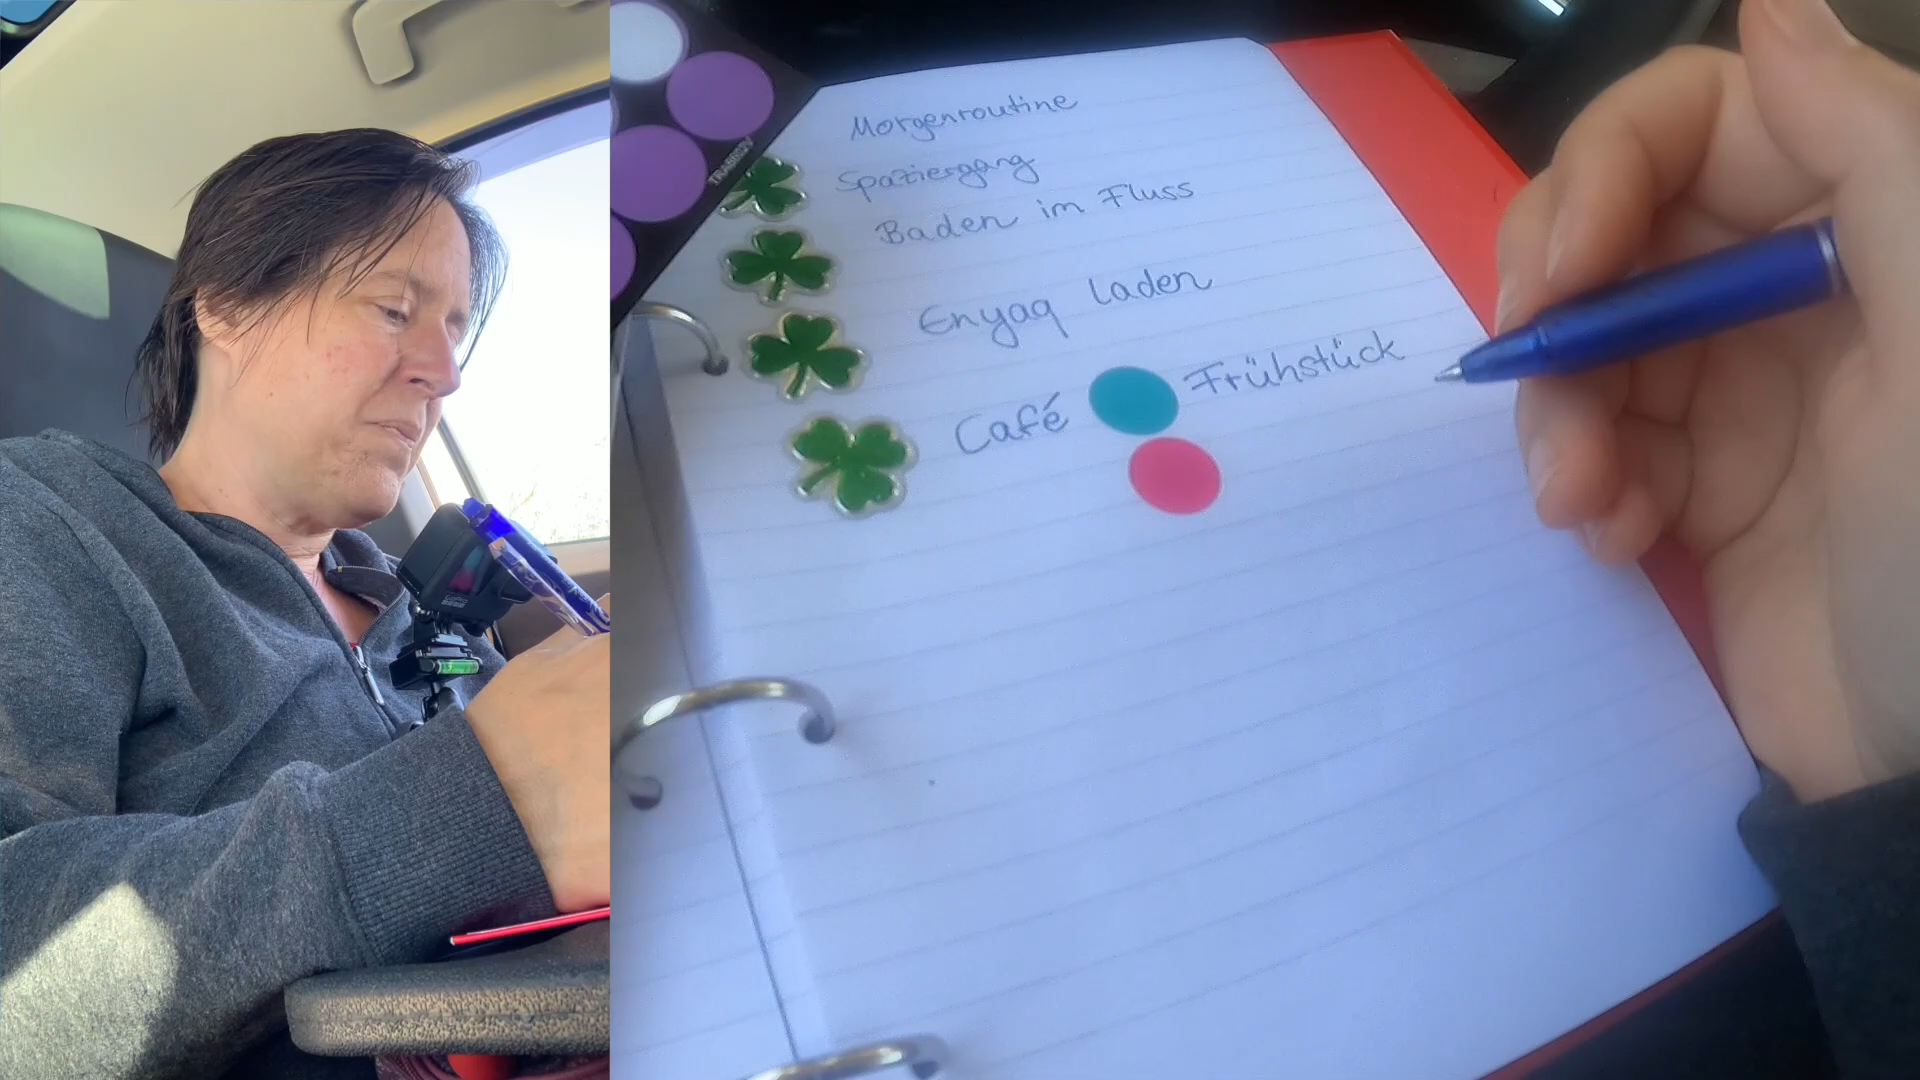 Morgenroutine
Spaziergang
Baden im Fluss
Enyaq laden
Café Frühstück